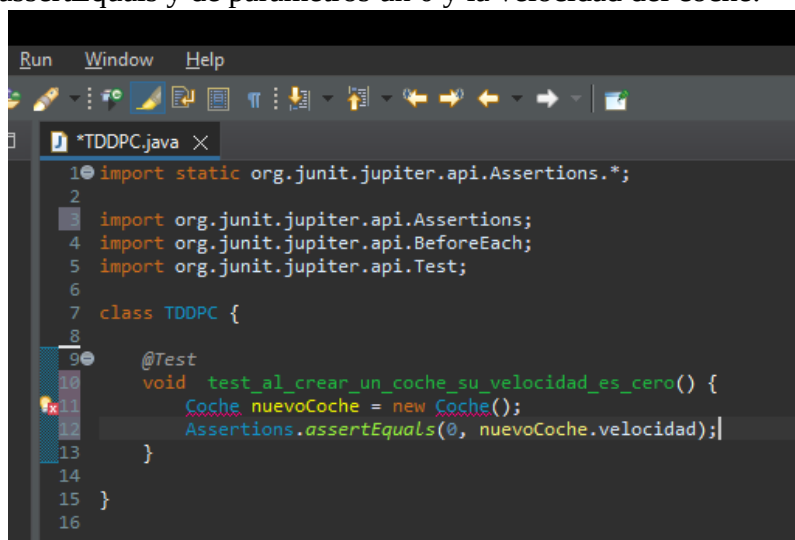 assertEquals y de parámetros un 0 y la velocidad del coche.
Run Window Help
*TDDPC.java
1 import static org.junit.jupiter.api.Assertions.*;
2
3 import org.junit.jupiter.api.Assertions;
4 import org.junit.jupiter.api.BeforeEach;
5 import org.junit.jupiter.api.Test;
6
7 class TDDPC {
8
9 @Test
10 void test_al_crear_un_coche_su_velocidad_es_cero() {
11 Coche nuevoCoche = new Coche();
12 Assertions.assertEquals(0, nuevoCoche.velocidad);
13 }
14
15 }
16